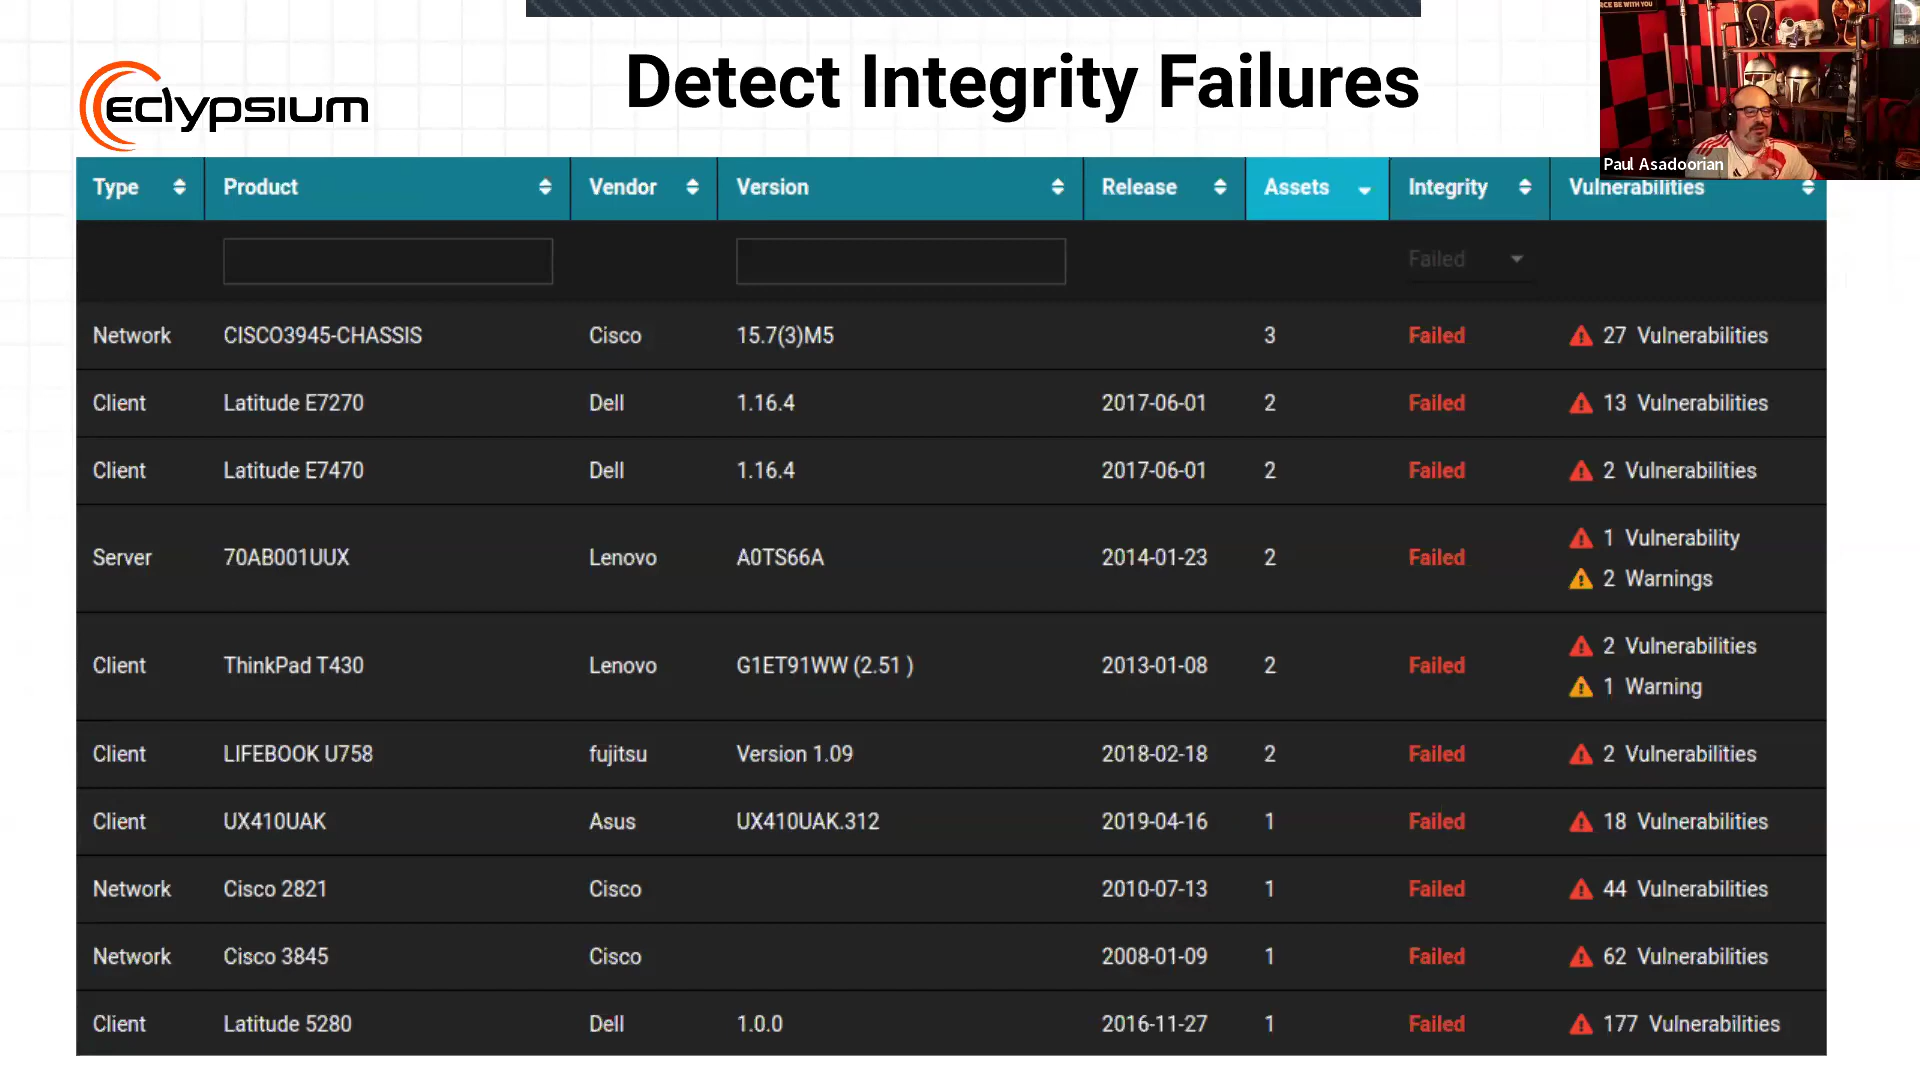 RCE BE WITH YOU
Eclypsium
Detect Integrity Failures
Paul Asadoorian
Type Product Vendor Version Release Assets Integrity Vulnerabilities
Failed
Network CISCO3945-CHASSIS Cisco 15.7(3)M5 3 Failed 27 Vulnerabilities
Client Latitude E7270 Dell 1.16.4 2017-06-01 2 Failed 13 Vulnerabilities
Client Latitude E7470 Dell 1.16.4 2017-06-01 2 Failed 2 Vulnerabilities
Server 70AB001UUX Lenovo A0TS66A 2014-01-23 2 Failed 1 Vulnerability
2 Warnings
Client ThinkPad T430 Lenovo G1ET91WW (2.51 ) 2013-01-08 2 Failed 2 Vulnerabilities
1 Warning
Client LIFEBOOK U758 fujitsu Version 1.09 2018-02-18 2 Failed 2 Vulnerabilities
Client UX410UAK Asus UX410UAK.312 2019-04-16 1 Failed 18 Vulnerabilities
Network Cisco 2821 Cisco 2010-07-13 1 Failed 44 Vulnerabilities
Network Cisco 3845 Cisco 2008-01-09 1 Failed 62 Vulnerabilities
Client Latitude 5280 Dell 1.0.0 2016-11-27 1 Failed 177 Vulnerabilities